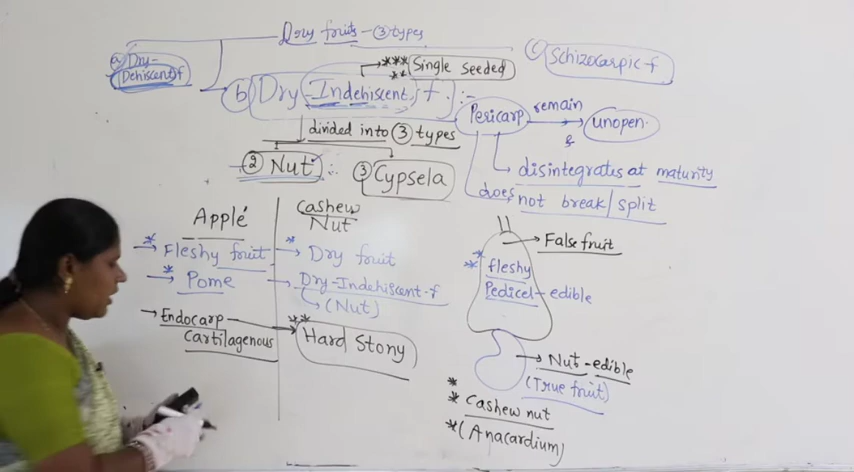 Dry fruits - ③ types
a) Dry-
Dehiscent f
*** Single seeded
**
c) Schizocarpic-f
b) Dry-Indehiscent, f :-
Pericarp remain unopen.
&
disintegrates at maturity
does not break/split
divided into ③ types
② Nut :. ③ Cypsela
Apple
* Fleshy fruit
* Pome
Endocarp
Cartilagenous
Cashew
Nut
* Dry fruit
Dry-Indehiscent-f
(Nut)
** Hard Stony
False fruit
* fleshy
** Pedicel-edible
Nut-edible
(True fruit)
*
* Cashew nut
*(Anacardium)